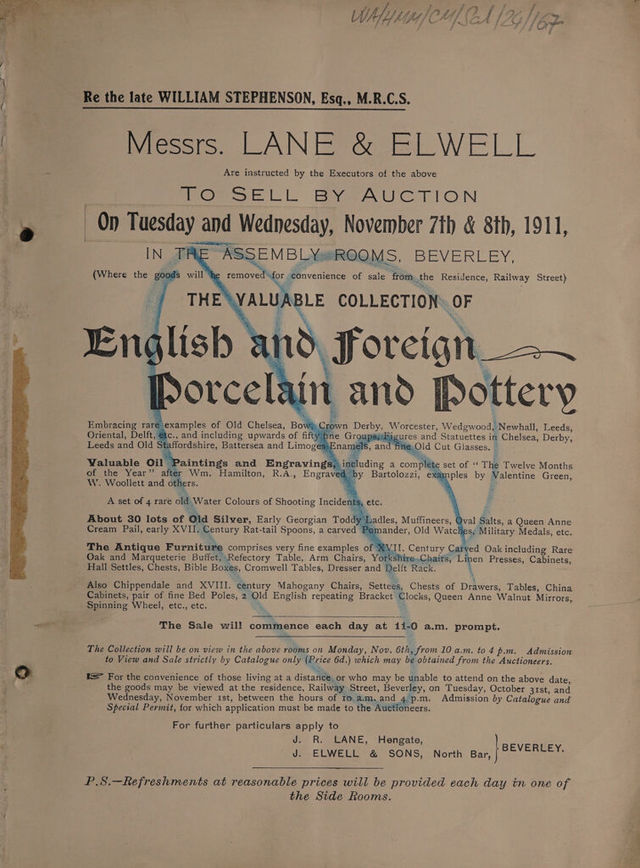 WA/HMM/CM/Sal/24/167
Re the late WILLIAM STEPHENSON, Esq., M.R.C.S.
Messrs. LANE & ELWELL
Are instructed by the Executors of the above
TO SELL BY AUCTION
On Tuesday and Wednesday, November 7th & 8th, 1911,
IN THE ASSEMBLY ROOMS, BEVERLEY,
(Where the goods will be removed for convenience of sale from the Residence, Railway Street)
THE VALUABLE COLLECTION OF
English and Foreign
Porcelain and Pottery
Embracing rare examples of Old Chelsea, Bow, Crown Derby, Worcester, Wedgwood, Newhall, Leeds,
Oriental, Delft, etc., and including upwards of fifty fine Groups, Figures and Statuettes in Chelsea, Derby,
Leeds and Old Staffordshire, Battersea and Limoges Enamels, and fine Old Cut Glasses.
Valuable Oil Paintings and Engravings, including a complete set of "The Twelve Months
of the Year" after Wm. Hamilton, R.A., Engraved by Bartolozzi, examples by Valentine Green,
W. Woollett and others.
A set of 4 rare old Water Colours of Shooting Incidents, etc.
About 30 lots of Old Silver, Early Georgian Toddy Ladles, Muffineers, Oval Salts, a Queen Anne
Cream Pail, early XVII. Century Rat-tail Spoons, a carved Pomander, Old Watches, Military Medals, etc.
The Antique Furniture comprises very fine examples of XVII. Century Carved Oak including Rare
Oak and Marqueterie Buffet, Refectory Table, Arm Chairs, Yorkshire Chairs, Linen Presses, Cabinets,
Hall Settles, Chests, Bible Boxes, Cromwell Tables, Dresser and Delft Rack.
Also Chippendale and XVIII. century Mahogany Chairs, Settees, Chests of Drawers, Tables, China
Cabinets, pair of fine Bed Poles, 2 Old English repeating Bracket Clocks, Queen Anne Walnut Mirrors,
Spinning Wheel, etc., etc.
The Sale will commence each day at 11-0 a.m. prompt.
The Collection will be on view in the above rooms on Monday, Nov. 6th, from 10 a.m. to 4 p.m. Admission
to View and Sale strictly by Catalogue only (Price 6d.) which may be obtained from the Auctioneers.
☞ For the convenience of those living at a distance or who may be unable to attend on the above date,
the goods may be viewed at the residence, Railway Street, Beverley, on Tuesday, October 31st, and
Wednesday, November 1st, between the hours of 10 a.m. and 4 p.m. Admission by Catalogue and
Special Permit, for which application must be made to the Auctioneers.
For further particulars apply to
J. R. LANE, Hengate,
J. ELWELL & SONS, North Bar, } BEVERLEY.
P.S.—Refreshments at reasonable prices will be provided each day in one of
the Side Rooms.